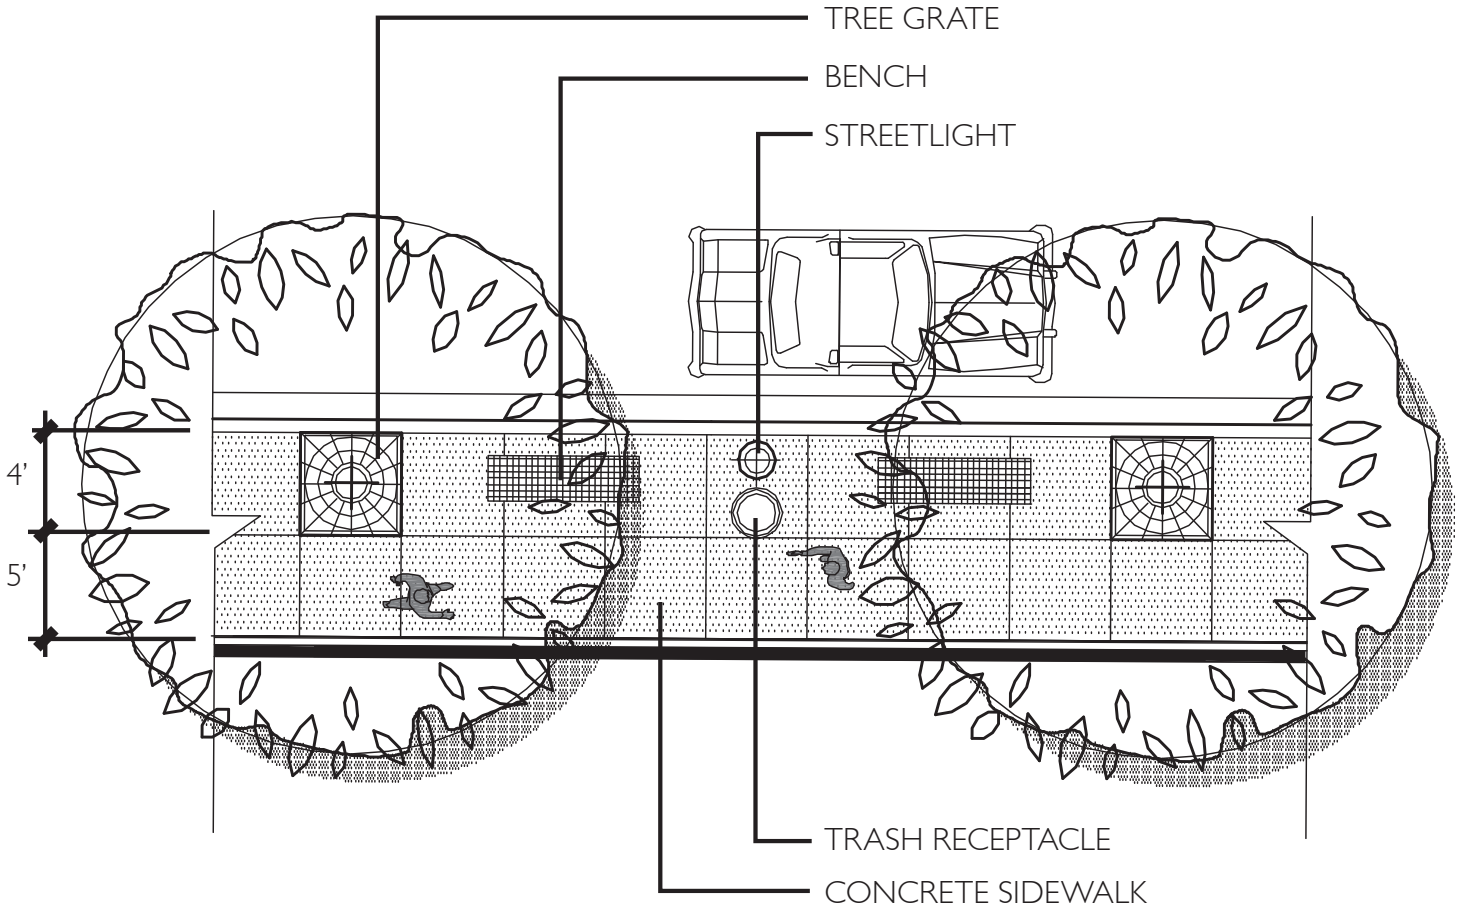 TREE GRATE
BENCH
STREETLIGHT
4’
5’
TRASH RECEPTACLE
CONCRETE SIDEWALK